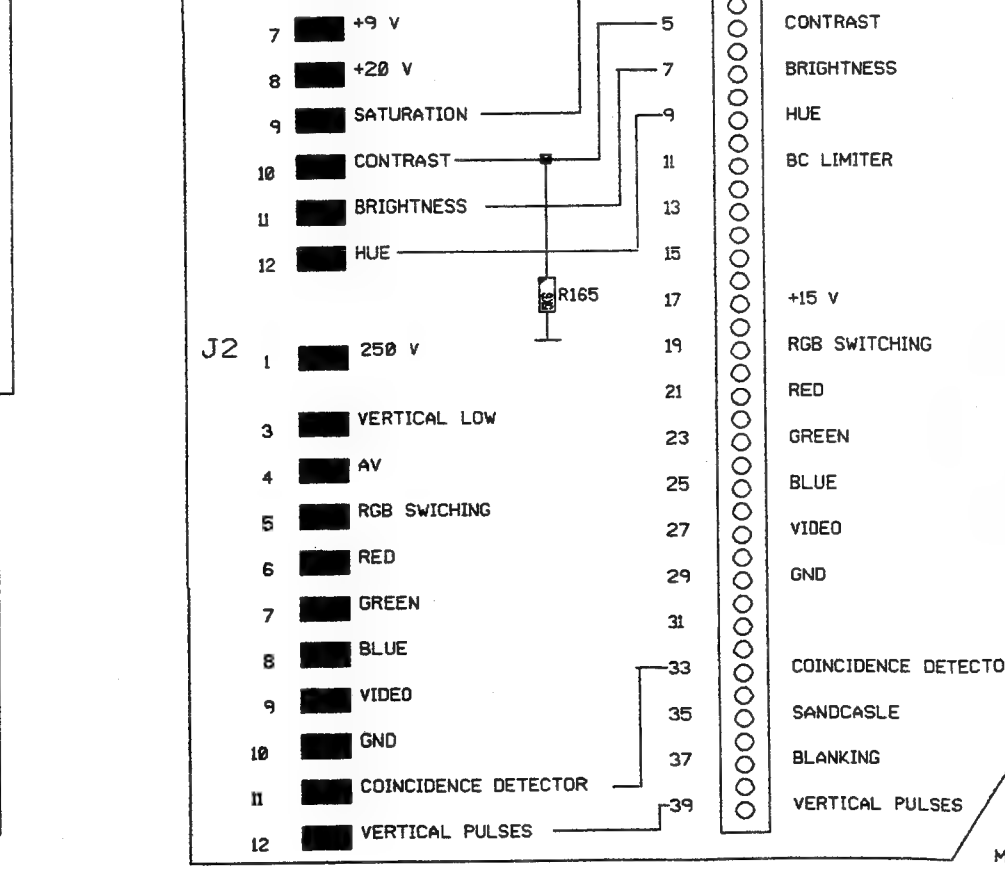 7 +9 V
8 +20 V
9 SATURATION
10 CONTRAST
11 BRIGHTNESS
12 HUE
R165
J2
1 250 V
3 VERTICAL LOW
4 AV
5 RGB SWICHING
6 RED
7 GREEN
8 BLUE
9 VIDEO
10 GND
11 COINCIDENCE DETECTOR
12 VERTICAL PULSES
5 CONTRAST
7 BRIGHTNESS
9 HUE
11 BC LIMITER
13
15
17 +15 V
19 RGB SWITCHING
21 RED
23 GREEN
25 BLUE
27 VIDEO
29 GND
31
33 COINCIDENCE DETECTO
35 SANDCASLE
37 BLANKING
39 VERTICAL PULSES